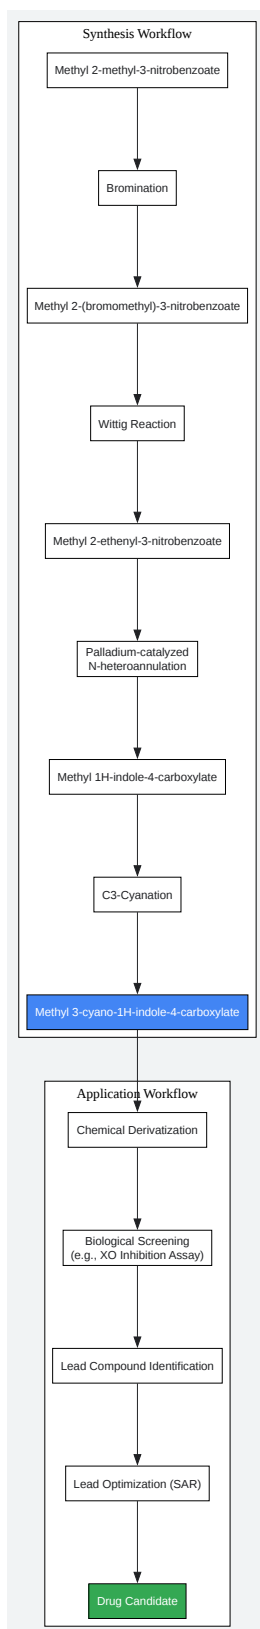 Synthesis Workflow
Methyl 2-methyl-3-nitrobenzoate
Bromination
Methyl 2-(bromomethyl)-3-nitrobenzoate
Wittig Reaction
Methyl 2-ethenyl-3-nitrobenzoate
Palladium-catalyzed
N-heteroannulation
Methyl 1H-indole-4-carboxylate
C3-Cyanation
Methyl 3-cyano-1H-indole-4-carboxylate
Application Workflow
Chemical Derivatization
Biological Screening
(e.g., XO Inhibition Assay)
Lead Compound Identification
Lead Optimization (SAR)
Drug Candidate